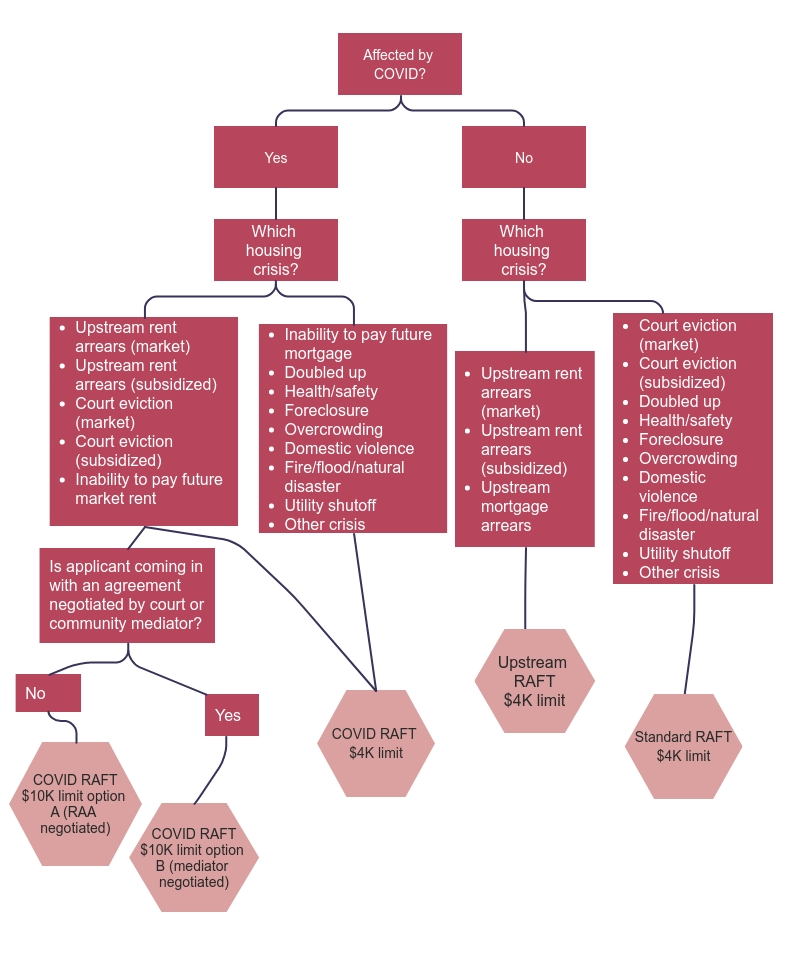 Affected by
COVID?
Yes
No
Which
housing
crisis?
Which
housing
crisis?
• Upstream rent
arrears (market)
• Upstream rent
arrears (subsidized)
• Court eviction
(market)
• Court eviction
(subsidized)
• Inability to pay future
market rent
• Inability to pay future
mortgage
• Doubled up
• Health/safety
• Foreclosure
• Overcrowding
• Domestic violence
• Fire/flood/natural
disaster
• Utility shutoff
• Other crisis
• Upstream rent
arrears
(market)
• Upstream rent
arrears
(subsidized)
• Upstream
mortgage
arrears
• Court eviction
(market)
• Court eviction
(subsidized)
• Doubled up
• Health/safety
• Foreclosure
• Overcrowding
• Domestic
violence
• Fire/flood/natural
disaster
• Utility shutoff
• Other crisis
Is applicant coming in
with an agreement
negotiated by court or
community mediator?
No
Yes
COVID RAFT
$10K limit option
A (RAA
negotiated)
COVID RAFT
$10K limit option
B (mediator
negotiated)
COVID RAFT
$4K limit
Upstream
RAFT
$4K limit
Standard RAFT
$4K limit